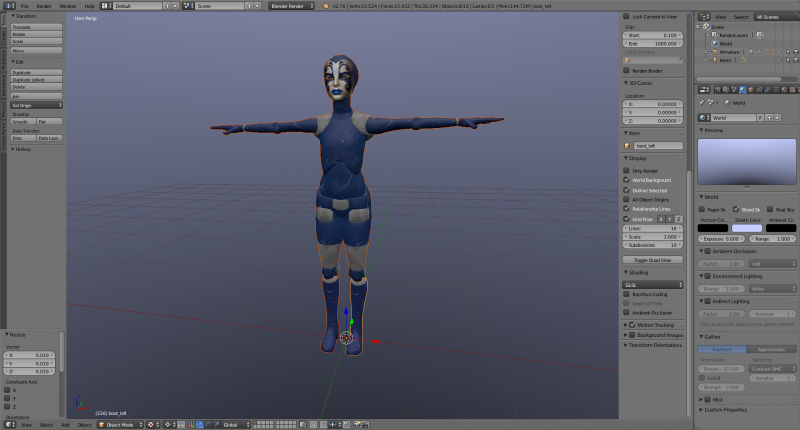 File Render Window Help Default Scene Blender Render v2.76 | Verts:15,524 | Faces:15,432 | Tris:30,334 | Objects:8/10 | Lamps:0/1 | Mem:144.72M | boot_left
Transform
Translate
Rotate
Scale
Mirror
Edit
Duplicate
Duplicate Linked
Delete
Join
Set Origin
Shading:
Smooth Flat
Data Transfer:
Data Data Layo
History
Resize
Vector
X: 0.010
Y: 0.010
Z: 0.010
Constraint Axis
X
Y
Z
Orientation
User Persp
(226) boot_left
View Select Add Object Object Mode Global
Lock Camera to View
Clip:
Start: 0.100
End: 1000.000
Local Camera:
Render Border
3D Cursor
Location:
X: 0.00000
Y: 0.00000
Z: 0.00000
Item
boot_left
Display
Only Render
World Background
Outline Selected
All Object Origins
Relationship Lines
Grid Floor X Y Z
Lines: 16
Scale: 1.000
Subdivisions: 10
Toggle Quad View
Shading
GLSL
Backface Culling
Depth Of Field
Ambient Occlusion
Motion Tracking
Background Images
Transform Orientations
View Search All Scenes
Scene
RenderLayers
World
Armature
World
World F
Preview
World
Paper Sk Blend Sk Real Sky
Horizon Col Zenith Color Ambient Co
Exposure: 0.000 Range: 1.000
Ambient Occlusion
Factor: 1.00 Add
Environment Lighting
Energy: 1.000 White
Indirect Lighting
Factor: 1.00 Bounces: 1
Only works with Approximate gather method
Gather
Raytrace Approximate
Attenuation: Sampling:
Distance: 10.000 Constant QMC
Falloff Samples: 5
Strength: 0.000
Mist
Custom Properties